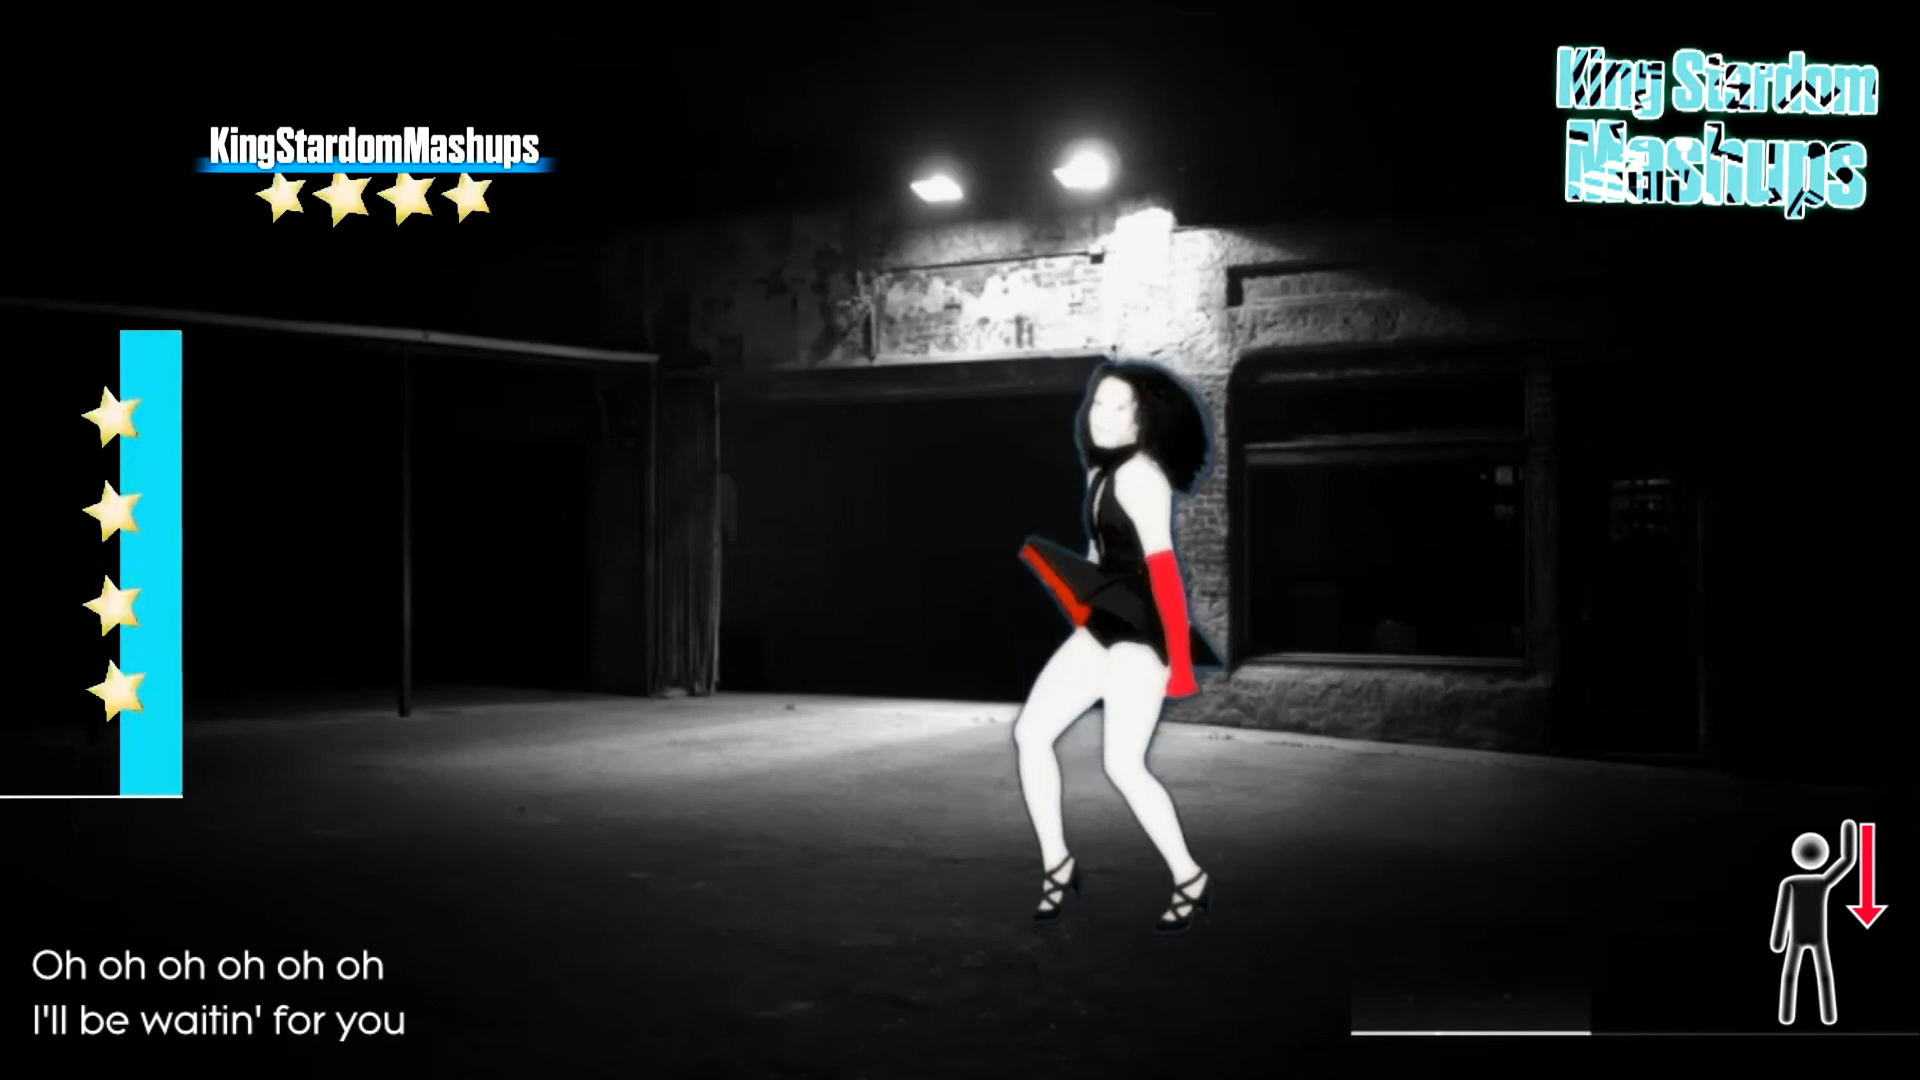 KingStardomMashups
King Stardom
Mashups
Oh oh oh oh oh oh
I'll be waitin' for you